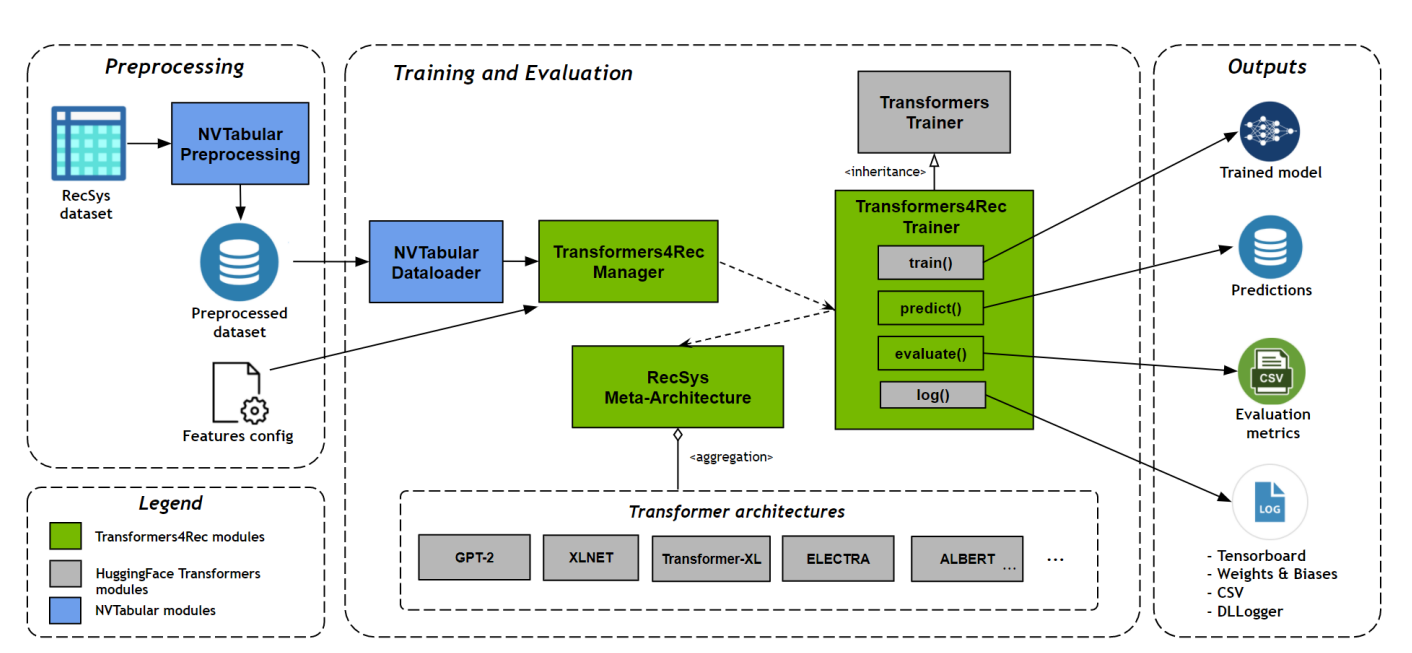 Preprocessing
RecSys
dataset
NVTabular
Preprocessing
Preprocessed
dataset
Features config
Legend
Transformers4Rec modules
HuggingFace Transformers
modules
NVTabular modules
Training and Evaluation
NVTabular
Dataloader
Transformers4Rec
Manager
Transformers
Trainer
<inheritance>
Transformers4Rec
Trainer
train()
predict()
evaluate()
log()
RecSys
Meta-Architecture
<aggregation>
Transformer architectures
GPT-2
XLNET
Transformer-XL
ELECTRA
ALBERT ...
...
Outputs
Trained model
Predictions
CSV
Evaluation
metrics
LOG
- Tensorboard
- Weights & Biases
- CSV
- DLLogger